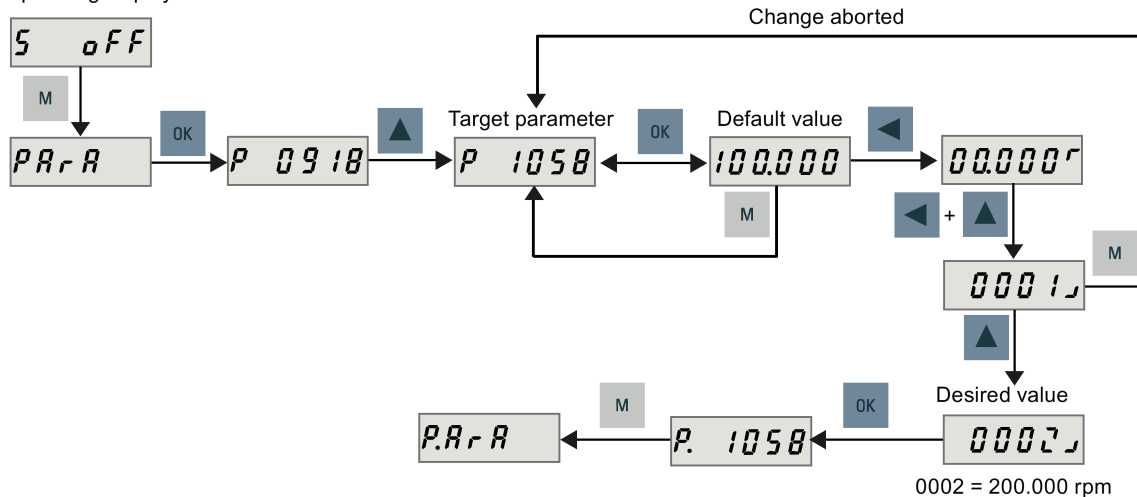 Change aborted
S oFF
M
Target parameter
Default value
PArA
OK
P 0918
P 1058
OK
100.000
00.000
M
+
0001
M
Desired value
P.ArA
M
P. 1058
OK
0002
0002 = 200.000 rpm